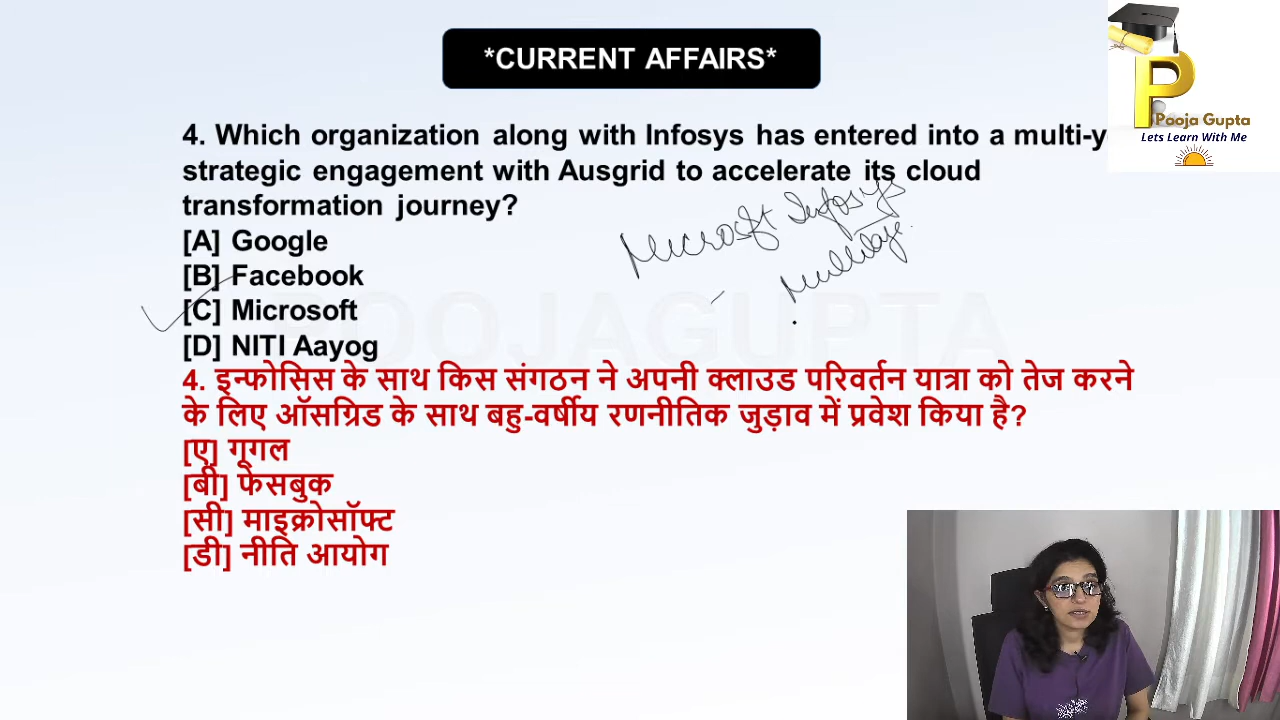 *CURRENT AFFAIRS*
P
Pooja Gupta
Lets Learn With Me
4. Which organization along with Infosys has entered into a multi-y
strategic engagement with Ausgrid to accelerate its cloud
transformation journey?
[A] Google
[B] Facebook
[C] Microsoft
[D] NITI Aayog
Microsoft Infosys
POOJAGUPTA
4. इन्फोसिस के साथ किस संगठन ने अपनी क्लाउड परिवर्तन यात्रा को तेज करने
के लिए ऑसग्रिड के साथ बहु-वर्षीय रणनीतिक जुड़ाव में प्रवेश किया है?
[ए] गूगल
[बी] फेसबुक
[सी] माइक्रोसॉफ्ट
[डी] नीति आयोग